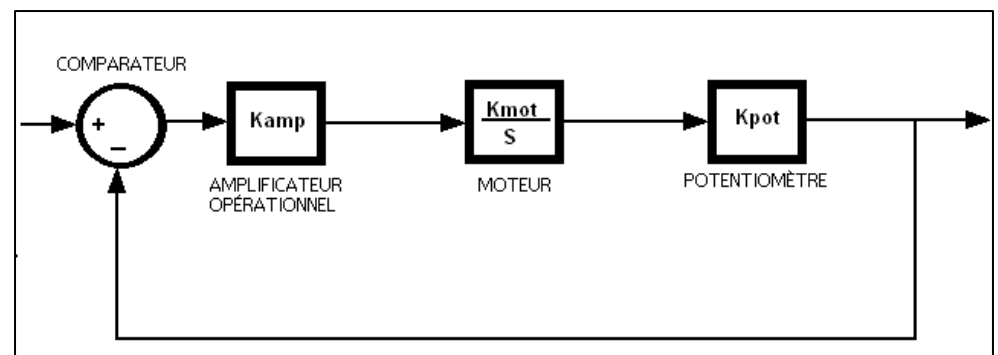 COMPARATEUR
+
−
Kamp
Kmot
S
Kpot
AMPLIFICATEUR
OPÉRATIONNEL
MOTEUR
POTENTIOMÈTRE